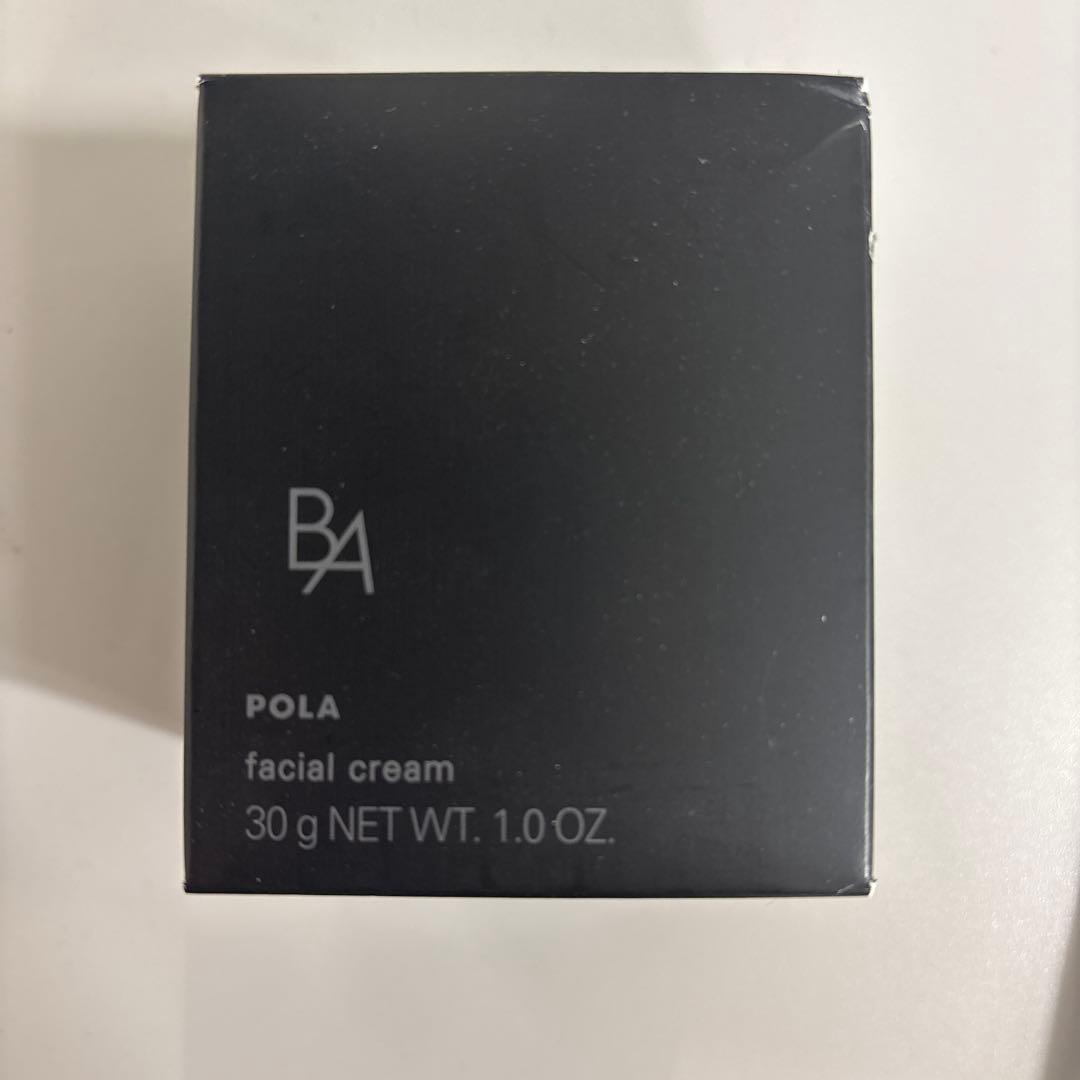 BA
POLA
facial cream
30 g NET WT. 1.0 OZ.